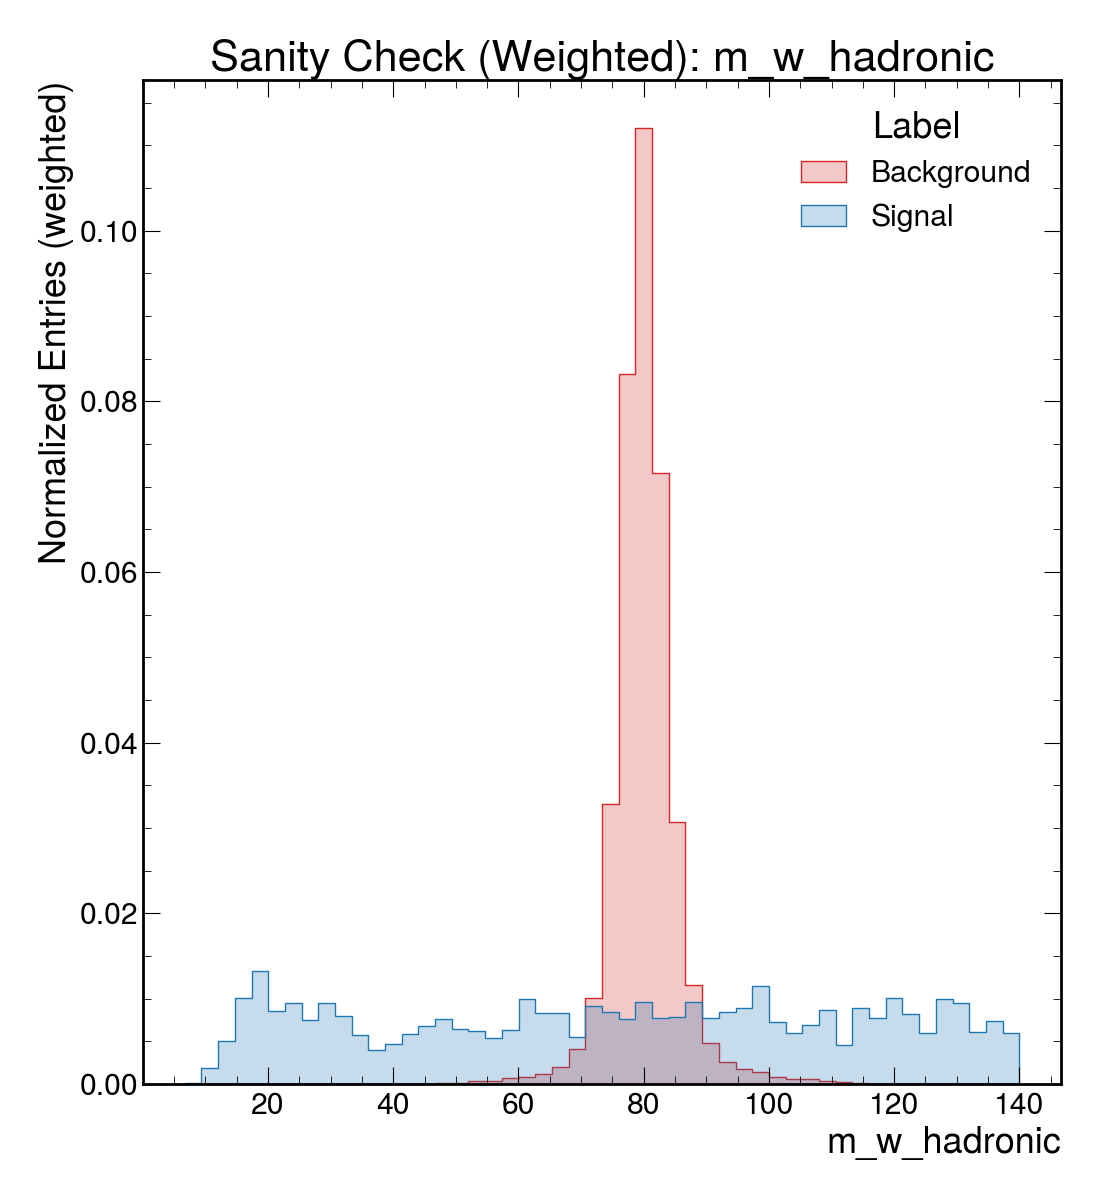 Sanity Check (Weighted): m_w_hadronic
Normalized Entries (weighted)
Label
Background
Signal
0.10
0.08
0.06
0.04
0.02
0.00
20 40 60 80 100 120 140
m_w_hadronic